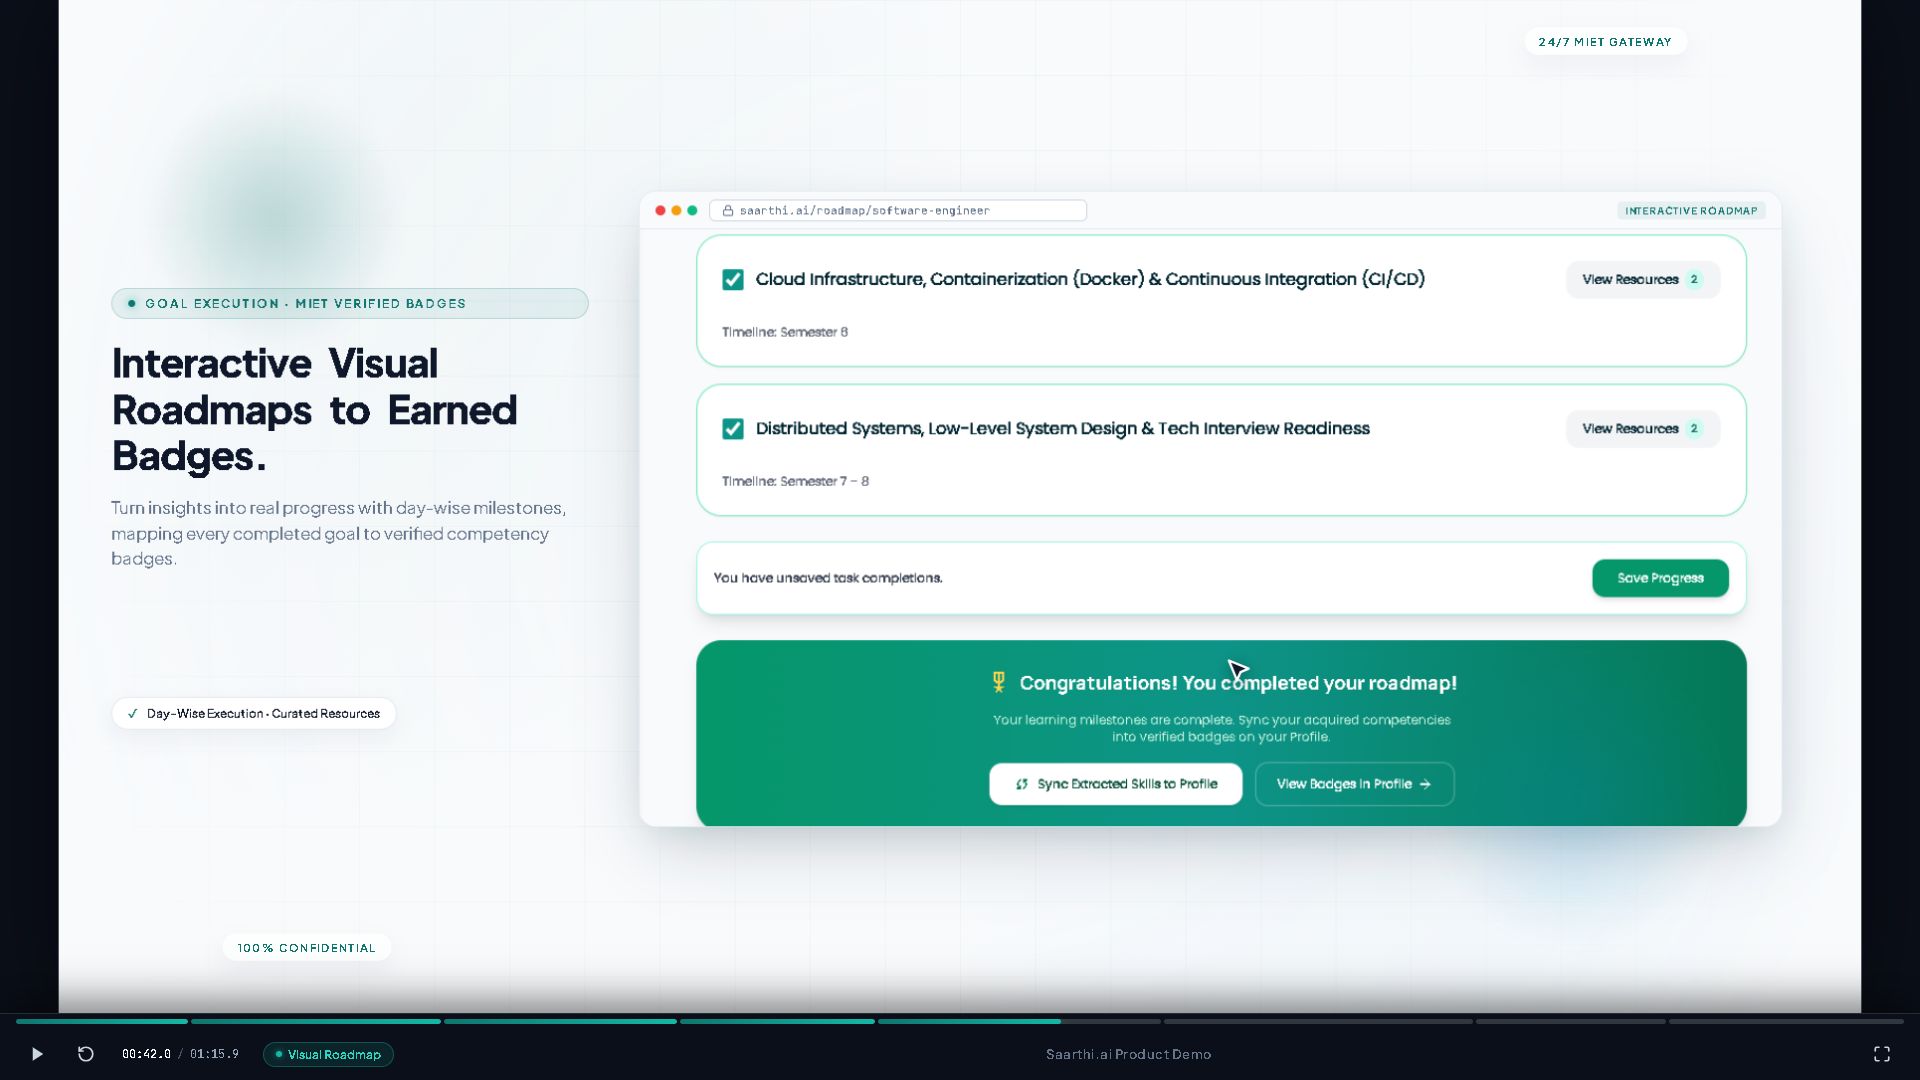 24/7 MIET GATEWAY
GOAL EXECUTION · MIET VERIFIED BADGES
Interactive Visual
Roadmaps to Earned
Badges.
Turn insights into real progress with day-wise milestones,
mapping every completed goal to verified competency
badges.
✓ Day-Wise Execution · Curated Resources
100% CONFIDENTIAL
saarthi.ai/roadmap/software-engineer
INTERACTIVE ROADMAP
Cloud Infrastructure, Containerization (Docker) & Continuous Integration (CI/CD)
View Resources 2
Timeline: Semester 6
Distributed Systems, Low-Level System Design & Tech Interview Readiness
View Resources 2
Timeline: Semester 7 – 8
You have unsaved task completions.
Save Progress
Congratulations! You completed your roadmap!
Your learning milestones are complete. Sync your acquired competencies
into verified badges on your Profile.
Sync Extracted Skills to Profile
View Badges in Profile →
00:42.0 / 01:15.9
Visual Roadmap
Saarthi.ai Product Demo